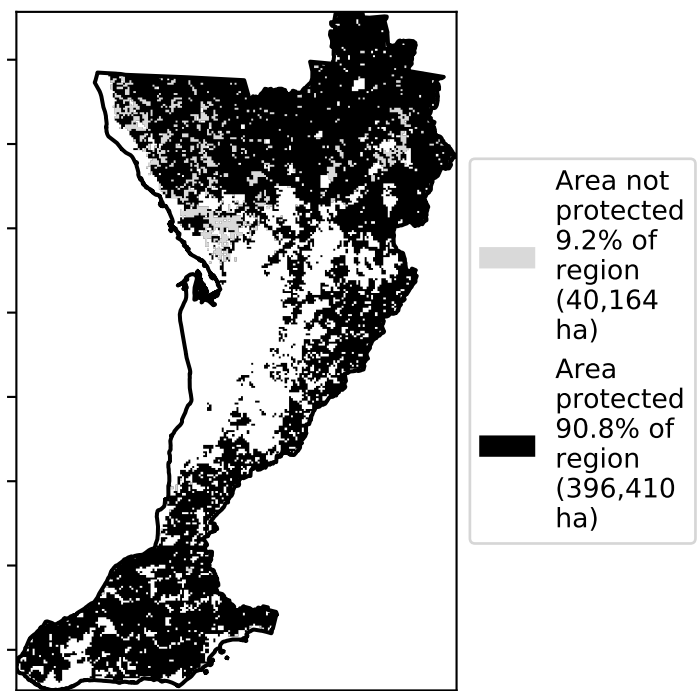 Area not
protected
9.2% of
region
(40,164
ha)
Area
protected
90.8% of
region
(396,410
ha)